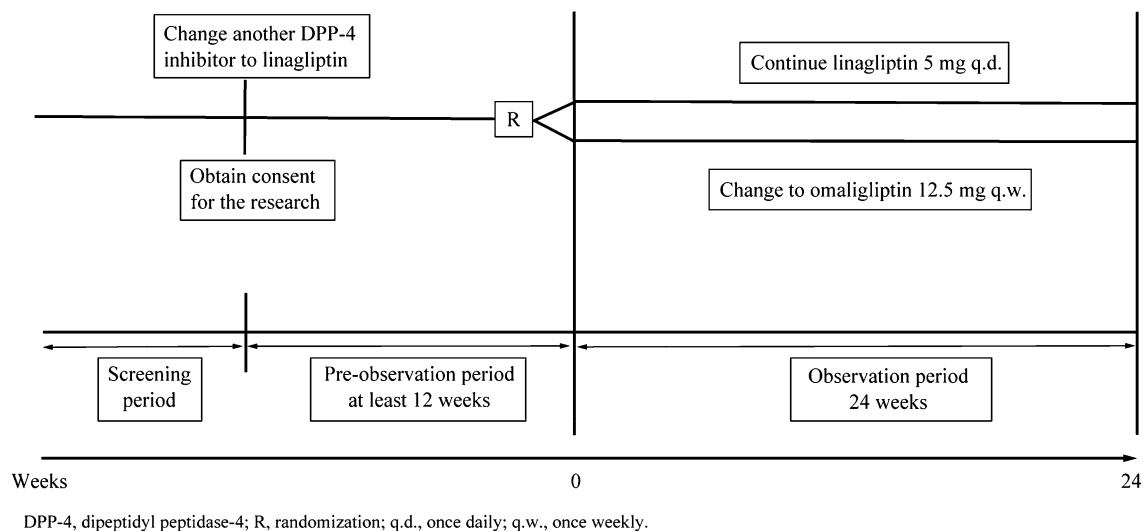 Change another DPP-4
inhibitor to linagliptin
Continue linagliptin 5 mg q.d.
R
Obtain consent
for the research
Change to omaligliptin 12.5 mg q.w.
Screening
period
Pre-observation period
at least 12 weeks
Observation period
24 weeks
Weeks
0
24
DPP-4, dipeptidyl peptidase-4; R, randomization; q.d., once daily; q.w., once weekly.